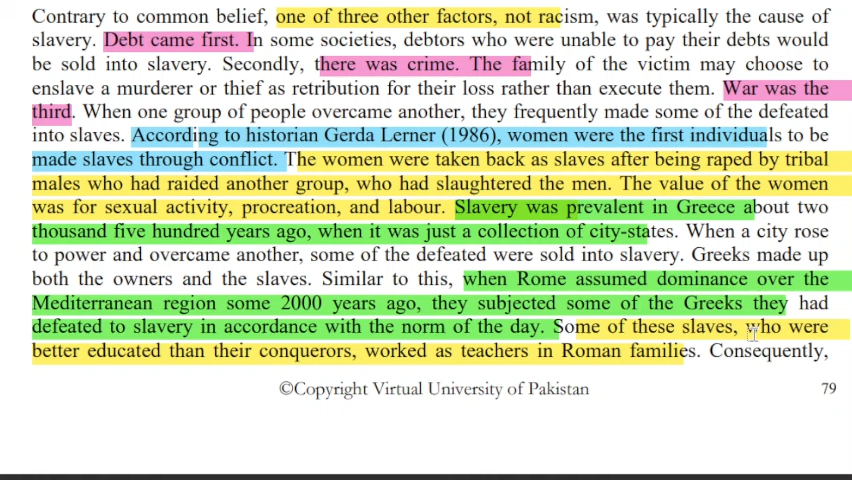 Contrary to common belief, one of three other factors, not racism, was typically the cause of
slavery. Debt came first. In some societies, debtors who were unable to pay their debts would
be sold into slavery. Secondly, there was crime. The family of the victim may choose to
enslave a murderer or thief as retribution for their loss rather than execute them. War was the
third. When one group of people overcame another, they frequently made some of the defeated
into slaves. According to historian Gerda Lerner (1986), women were the first individuals to be
made slaves through conflict. The women were taken back as slaves after being raped by tribal
males who had raided another group, who had slaughtered the men. The value of the women
was for sexual activity, procreation, and labour. Slavery was prevalent in Greece about two
thousand five hundred years ago, when it was just a collection of city-states. When a city rose
to power and overcame another, some of the defeated were sold into slavery. Greeks made up
both the owners and the slaves. Similar to this, when Rome assumed dominance over the
Mediterranean region some 2000 years ago, they subjected some of the Greeks they had
defeated to slavery in accordance with the norm of the day. Some of these slaves, who were
better educated than their conquerors, worked as teachers in Roman families. Consequently,
©Copyright Virtual University of Pakistan
79